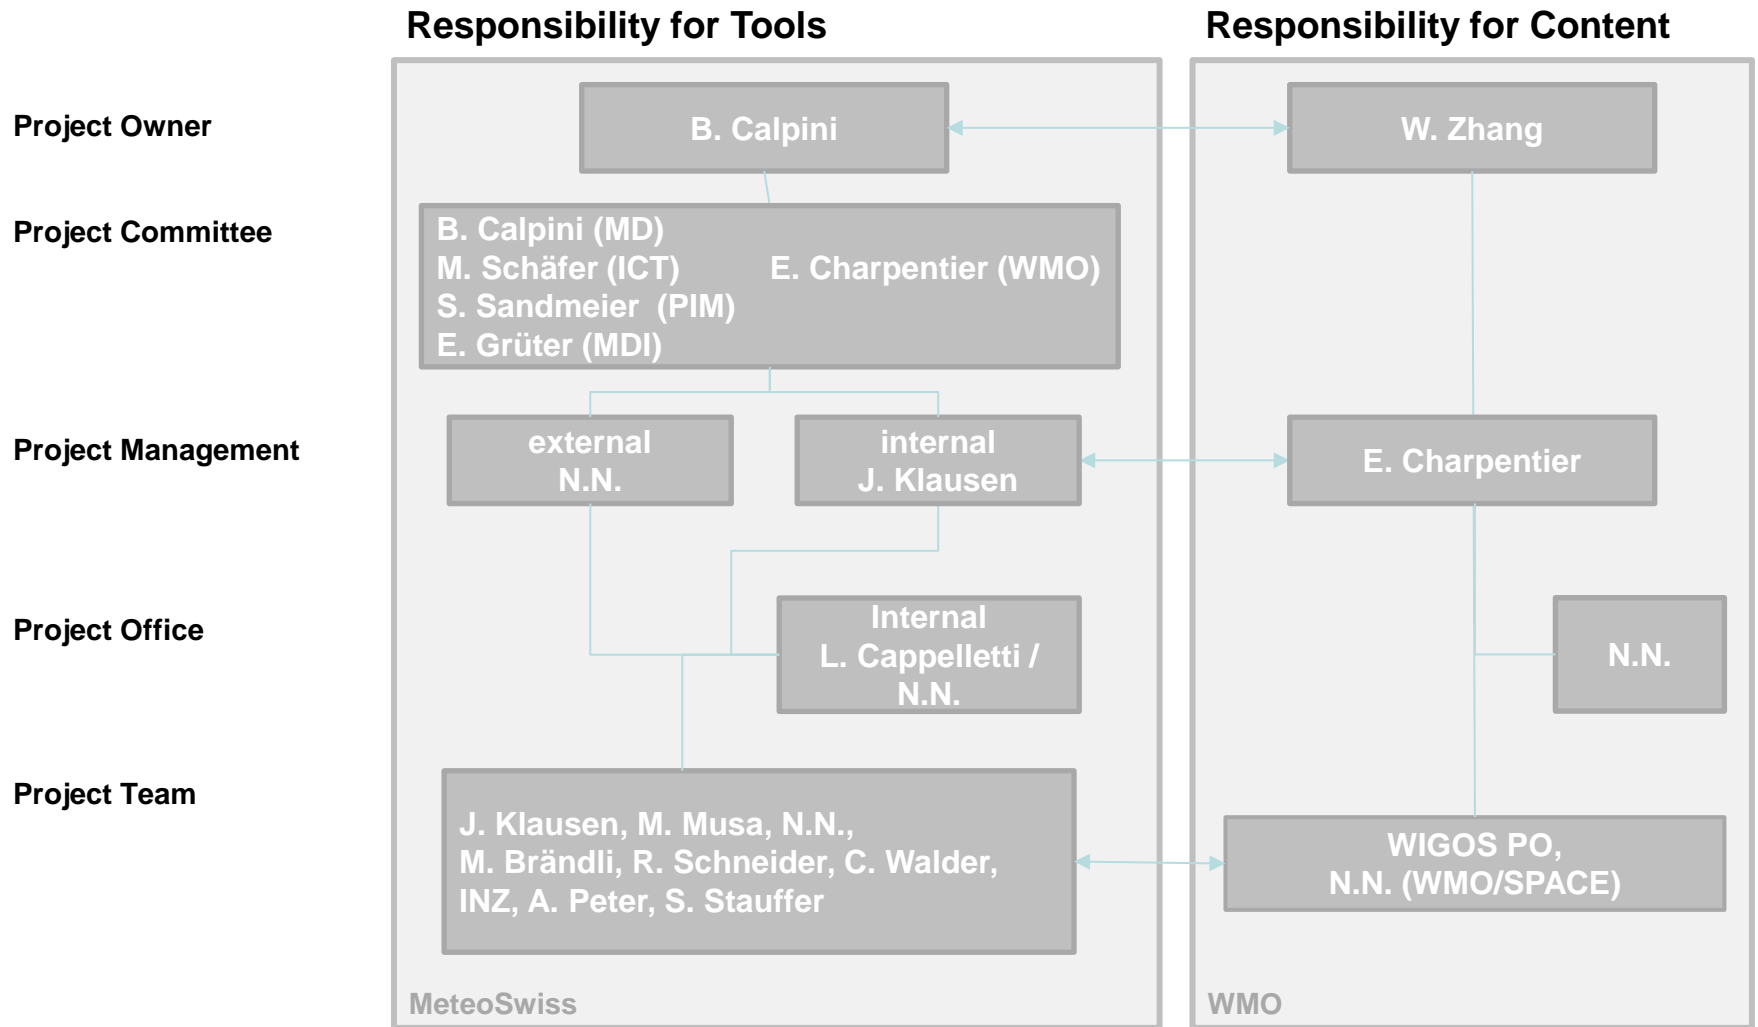 Responsibility for Tools
Responsibility for Content
Project Owner
B. Calpini
W. Zhang
Project Committee
B. Calpini (MD)
M. Schäfer (ICT)
E. Charpentier (WMO)
S. Sandmeier (PIM)
E. Grüter (MDI)
Project Management
external
N.N.
internal
J. Klausen
E. Charpentier
Project Office
Internal
L. Cappelletti /
N.N.
N.N.
Project Team
J. Klausen, M. Musa, N.N.,
M. Brändli, R. Schneider, C. Walder,
INZ, A. Peter, S. Stauffer
WIGOS PO,
N.N. (WMO/SPACE)
MeteoSwiss
WMO